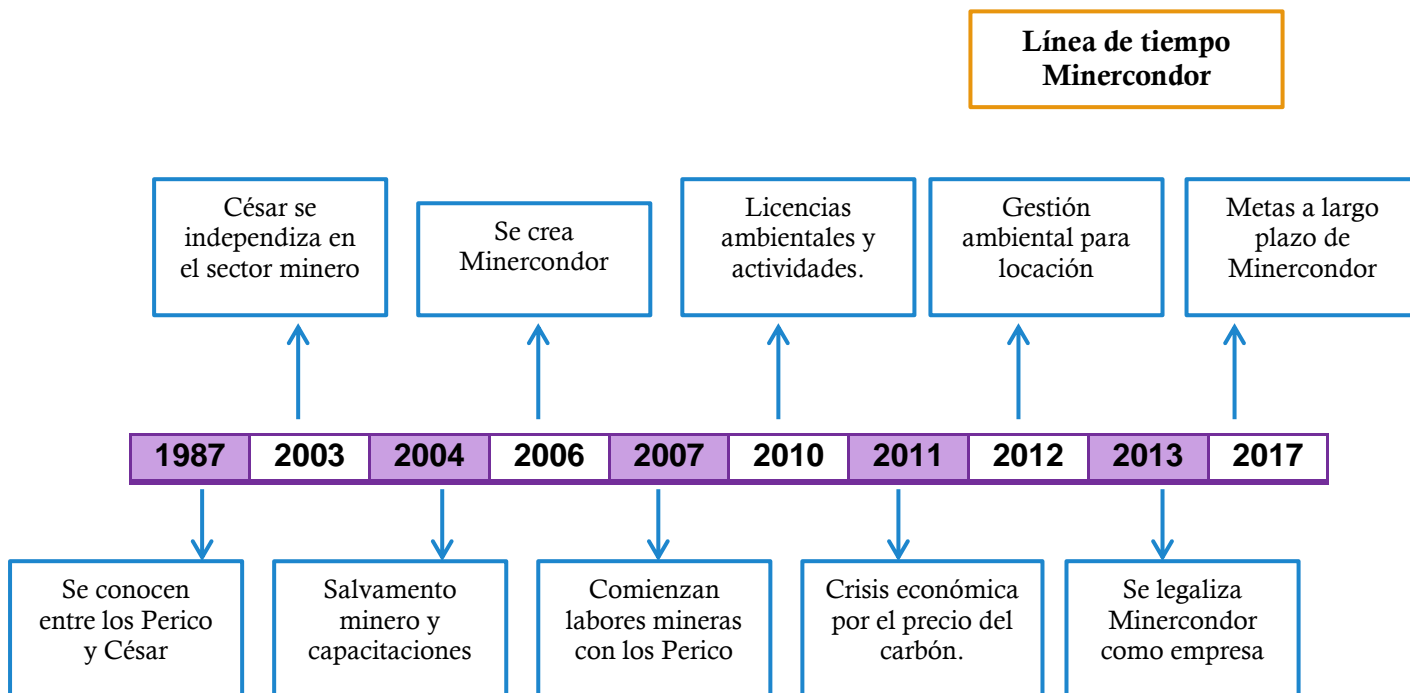 Línea de tiempo
Minercondor
César se
independiza en
el sector minero
Se crea
Minercondor
Licencias
ambientales y
actividades.
Gestión
ambiental para
locación
Metas a largo
plazo de
Minercondor
1987 2003 2004 2006 2007 2010 2011 2012 2013 2017
Se conocen
entre los Perico
y César
Salvamento
minero y
capacitaciones
Comienzan
labores mineras
con los Perico
Crisis económica
por el precio del
carbón.
Se legaliza
Minercondor
como empresa